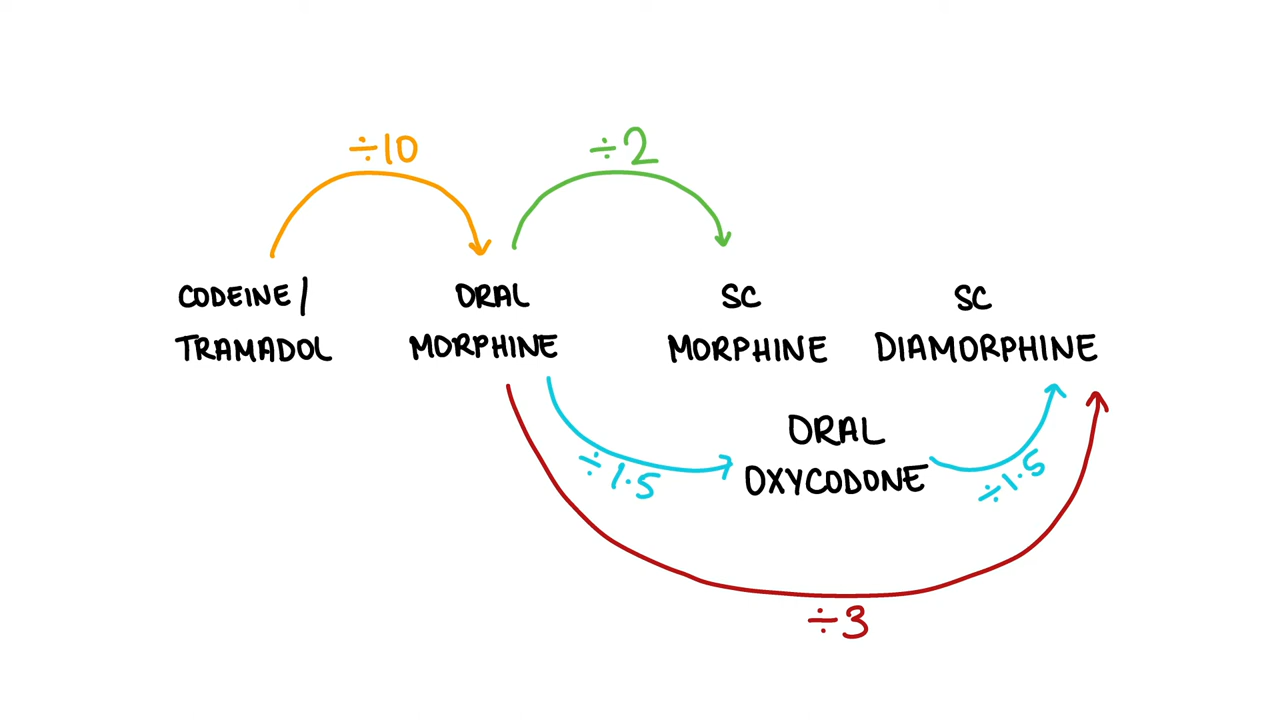 ÷10
÷2
CODEINE/
TRAMADOL
ORAL
MORPHINE
SC
MORPHINE
SC
DIAMORPHINE
÷1.5
ORAL
OXYCODONE
÷1.5
÷3